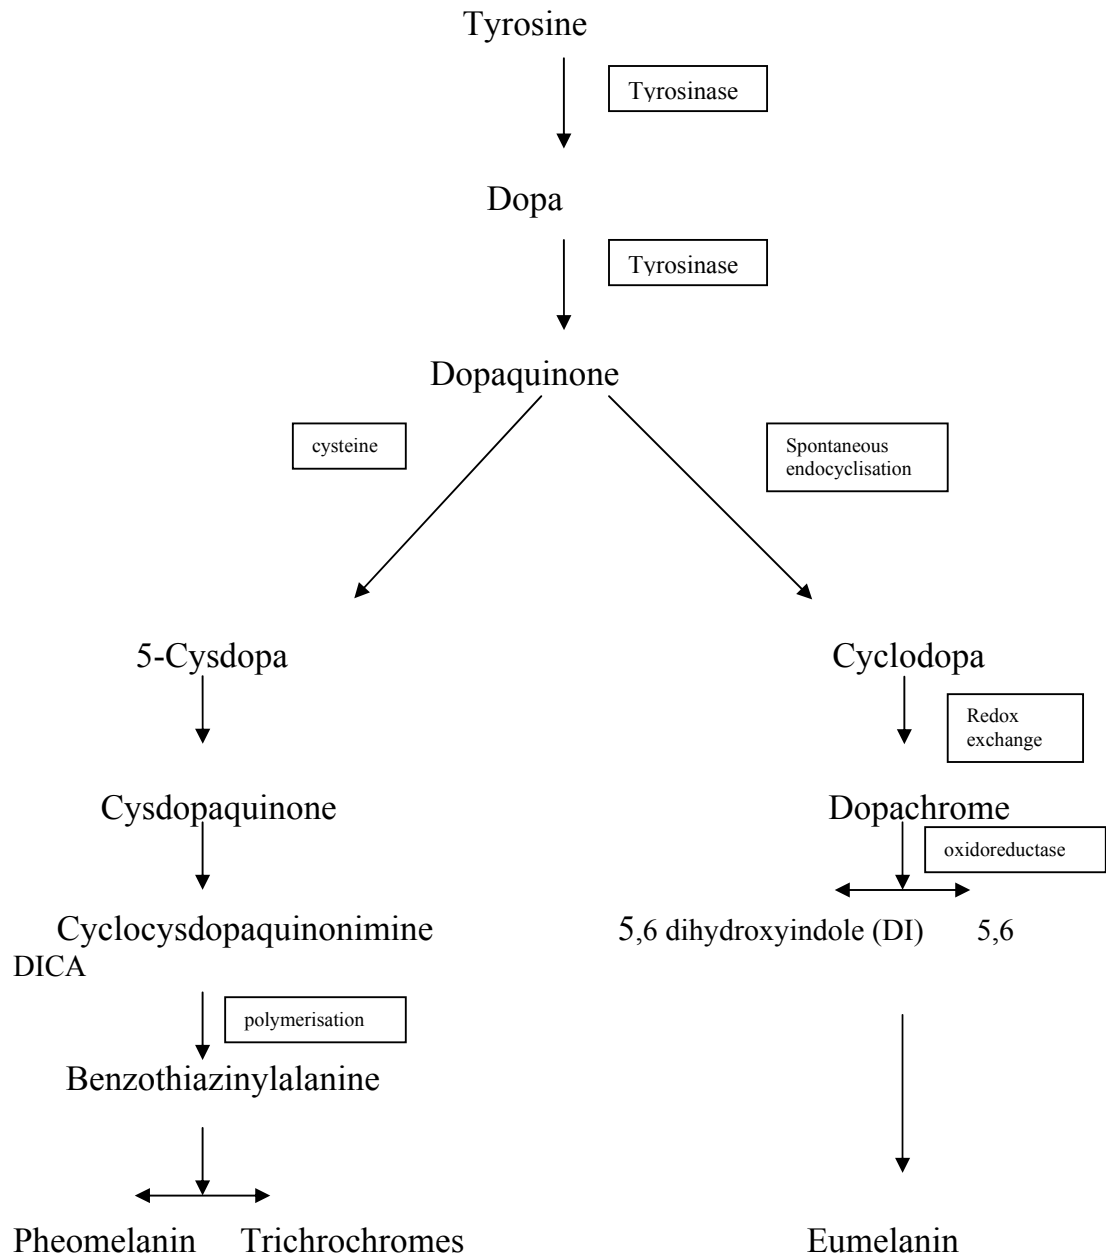 Tyrosine
Tyrosinase
Dopa
Tyrosinase
Dopaquinone
cysteine
Spontaneous
endocyclisation
5-Cysdopa
Cyclodopa
Redox
exchange
Cysdopaquinone
Dopachrome
oxidoreductase
Cyclocysdopaquinonimine
5,6 dihydroxyindole (DI)
5,6
DICA
polymerisation
Benzothiazinylalanine
Pheomelanin
Trichrochromes
Eumelanin